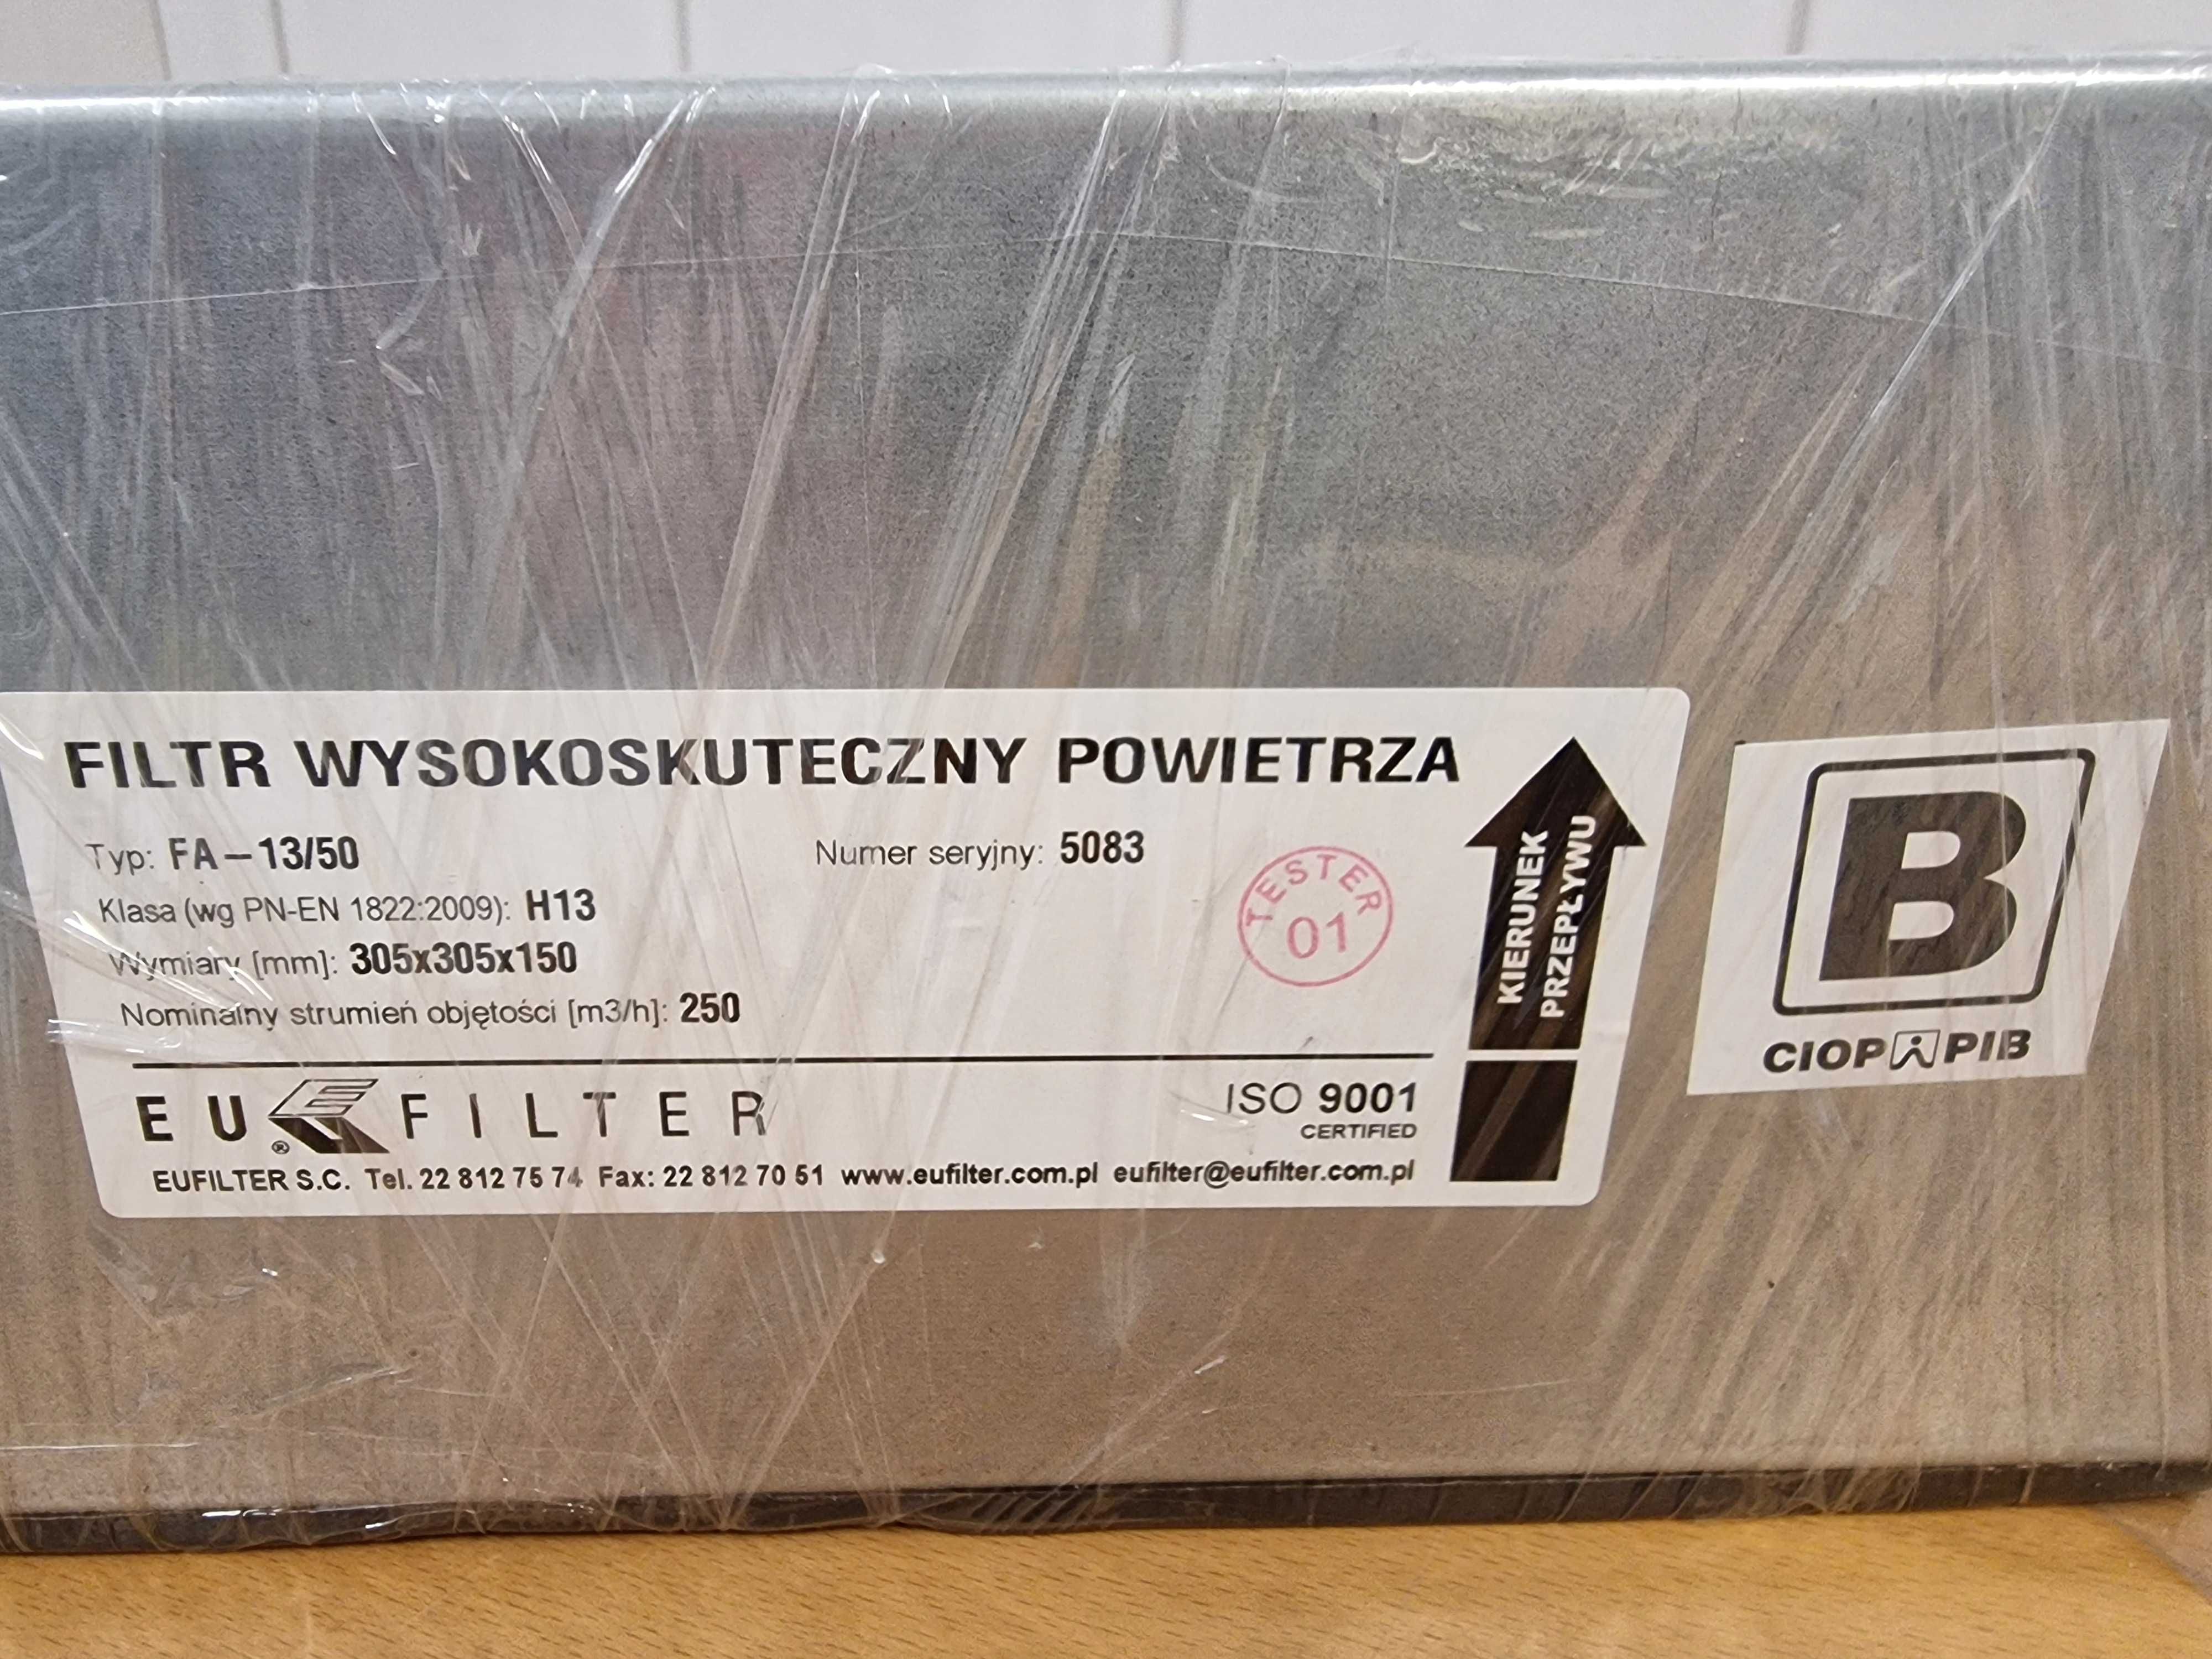 FILTR WYSOKOSKUTECZNY POWIETRZA
Typ: FA – 13/50
Numer seryjny: 5083
Klasa (wg PN-EN 1822:2009): H13
Wymiary [mm]: 305x305x150
Nominalny strumień objętości [m3/h]: 250
TESTER
01
KIERUNEK
PRZEPŁYWU
EU FILTER
®
ISO 9001
CERTIFIED
EUFILTER S.C. Tel. 22 812 75 74 Fax: 22 812 70 51 www.eufilter.com.pl eufilter@eufilter.com.pl
B
CIOP PIB